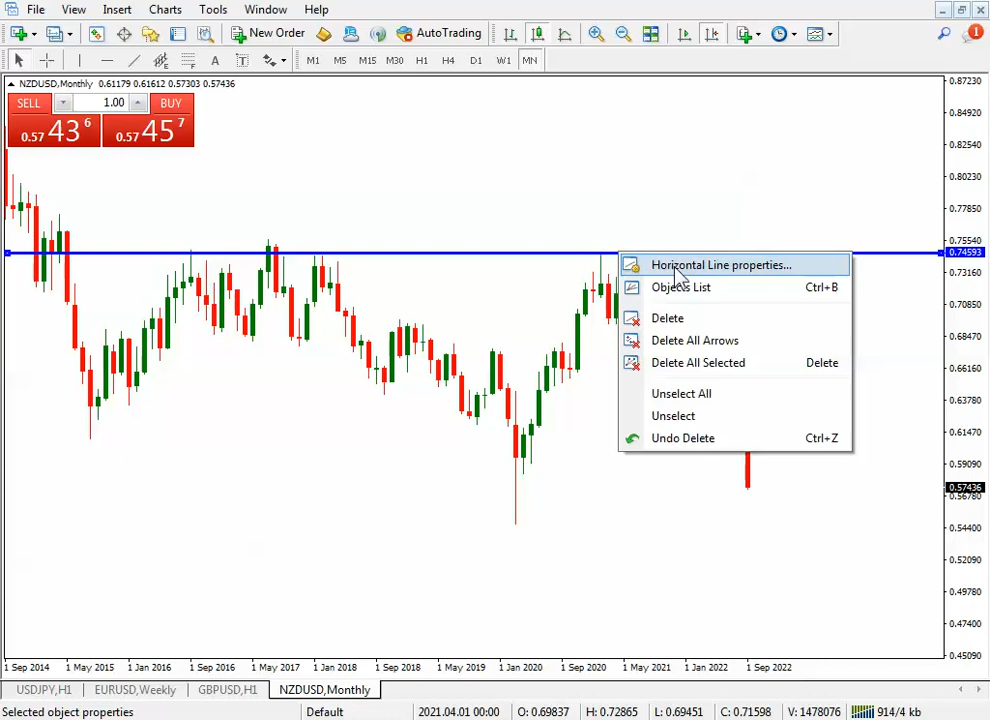 File View Insert Charts Tools Window Help
New Order AutoTrading 1
A T M1 M5 M15 M30 H1 H4 D1 W1 MN
NZDUSD,Monthly 0.61179 0.61612 0.57303 0.57436
SELL 1.00 BUY
0.57 43 6 0.57 45 7
0.87230
0.84920
0.82540
0.80230
0.77850
0.75540
0.74593
0.73160
0.70850
0.68470
0.66160
0.63780
0.61470
0.59090
0.57436
0.56780
0.54400
0.52090
0.49780
0.47400
0.45090
Horizontal Line properties...
Objects List Ctrl+B
Delete
Delete All Arrows
Delete All Selected Delete
Unselect All
Unselect
Undo Delete Ctrl+Z
1 Sep 2014 1 May 2015 1 Jan 2016 1 Sep 2016 1 May 2017 1 Jan 2018 1 Sep 2018 1 May 2019 1 Jan 2020 1 Sep 2020 1 May 2021 1 Jan 2022 1 Sep 2022
USDJPY,H1 EURUSD,Weekly GBPUSD,H1 NZDUSD,Monthly
Selected object properties Default 2021.04.01 00:00 O: 0.69837 H: 0.72865 L: 0.69451 C: 0.71598 V: 1478076 914/4 kb